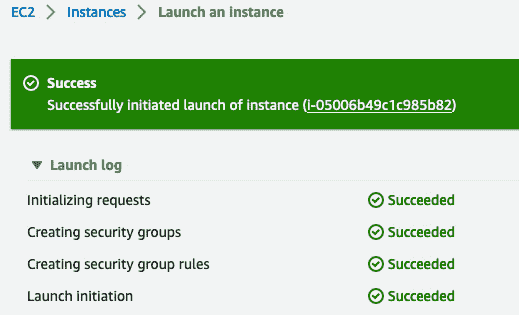 EC2 > Instances > Launch an instance
Success
Successfully initiated launch of instance (i-05006b49c1c985b82)
Launch log
Initializing requests Succeeded
Creating security groups Succeeded
Creating security group rules Succeeded
Launch initiation Succeeded